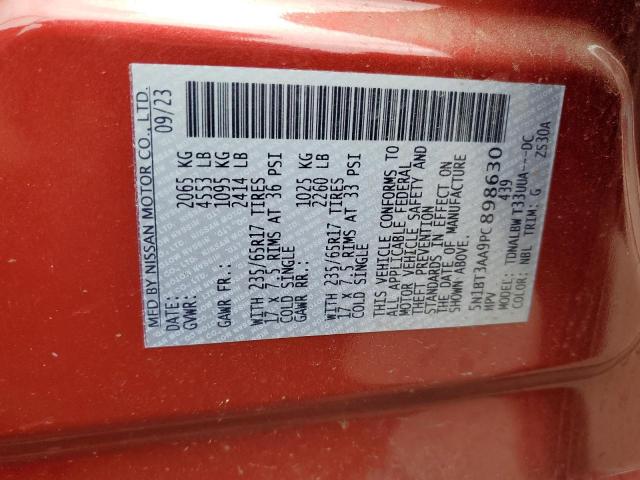 MFD BY NISSAN MOTOR CO., LTD.
DATE: 09/23
GVWR: 2065 KG
4553 LB
GAWR FR.: 1095 KG
2414 LB
WITH 235/65R17 TIRES
17 X 7.5 RIMS AT 36 PSI
COLD SINGLE
GAWR RR.: 1025 KG
2260 LB
WITH 235/65R17 TIRES
17 X 7.5 RIMS AT 33 PSI
COLD SINGLE
THIS VEHICLE CONFORMS TO
ALL APPLICABLE FEDERAL
MOTOR VEHICLE SAFETY AND
THEFT PREVENTION
STANDARDS IN EFFECT ON
THE DATE OF MANUFACTURE
SHOWN ABOVE.
5N1BT3AA9PC898630
MPV 439
MODEL: TDWALBWT33UUA----DC
COLOR: NBL TRIM: G ZS30A